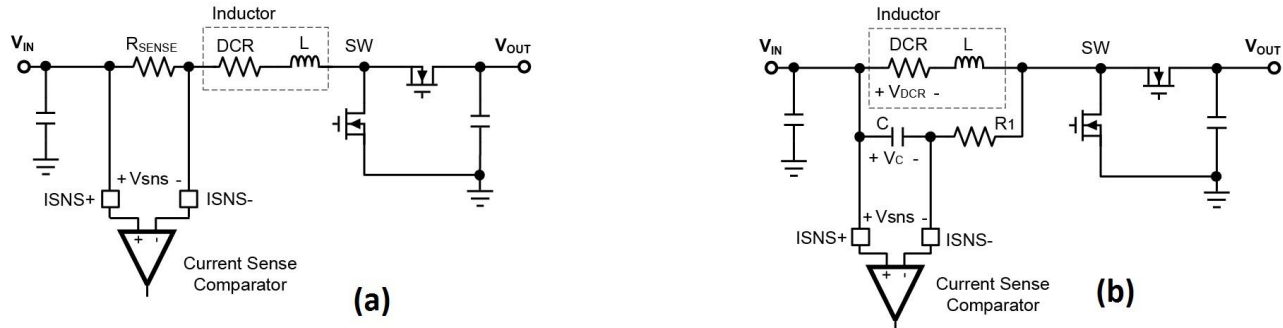 Inductor
V_IN
R_SENSE
DCR
L
SW
V_OUT
+ Vsns -
ISNS+
ISNS-
+ -
Current Sense
Comparator
(a)
Inductor
V_IN
DCR
L
SW
V_OUT
+ V_DCR -
C
R1
+ V_C -
+ Vsns -
ISNS+
ISNS-
+ -
Current Sense
Comparator
(b)